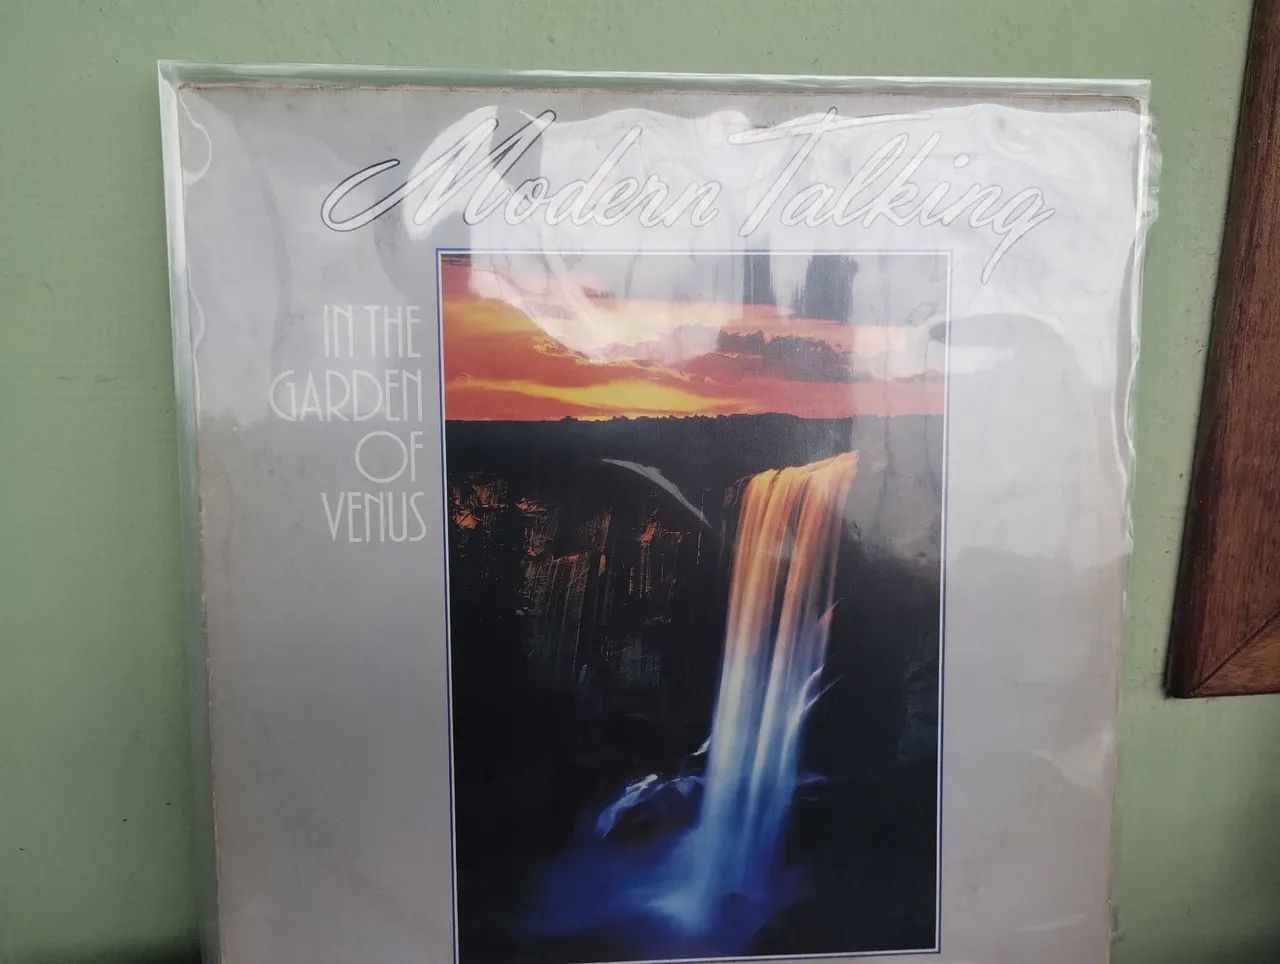 Modern Talking
IN THE
GARDEN
OF
VENUS